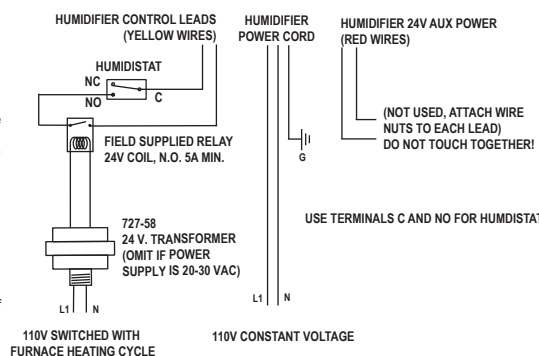 HUMIDIFIER CONTROL LEADS
(YELLOW WIRES)
HUMIDIFIER
POWER CORD
HUMIDIFIER 24V AUX POWER
(RED WIRES)
HUMIDISTAT
NC
NO
C
(NOT USED, ATTACH WIRE
NUTS TO EACH LEAD)
DO NOT TOUCH TOGETHER!
FIELD SUPPLIED RELAY
24V COIL, N.O. 5A MIN.
G
727-58
24 V. TRANSFORMER
(OMIT IF POWER
SUPPLY IS 20-30 VAC)
USE TERMINALS C AND NO FOR HUMDISTAT
L1 N
L1 N
110V SWITCHED WITH
FURNACE HEATING CYCLE
110V CONSTANT VOLTAGE